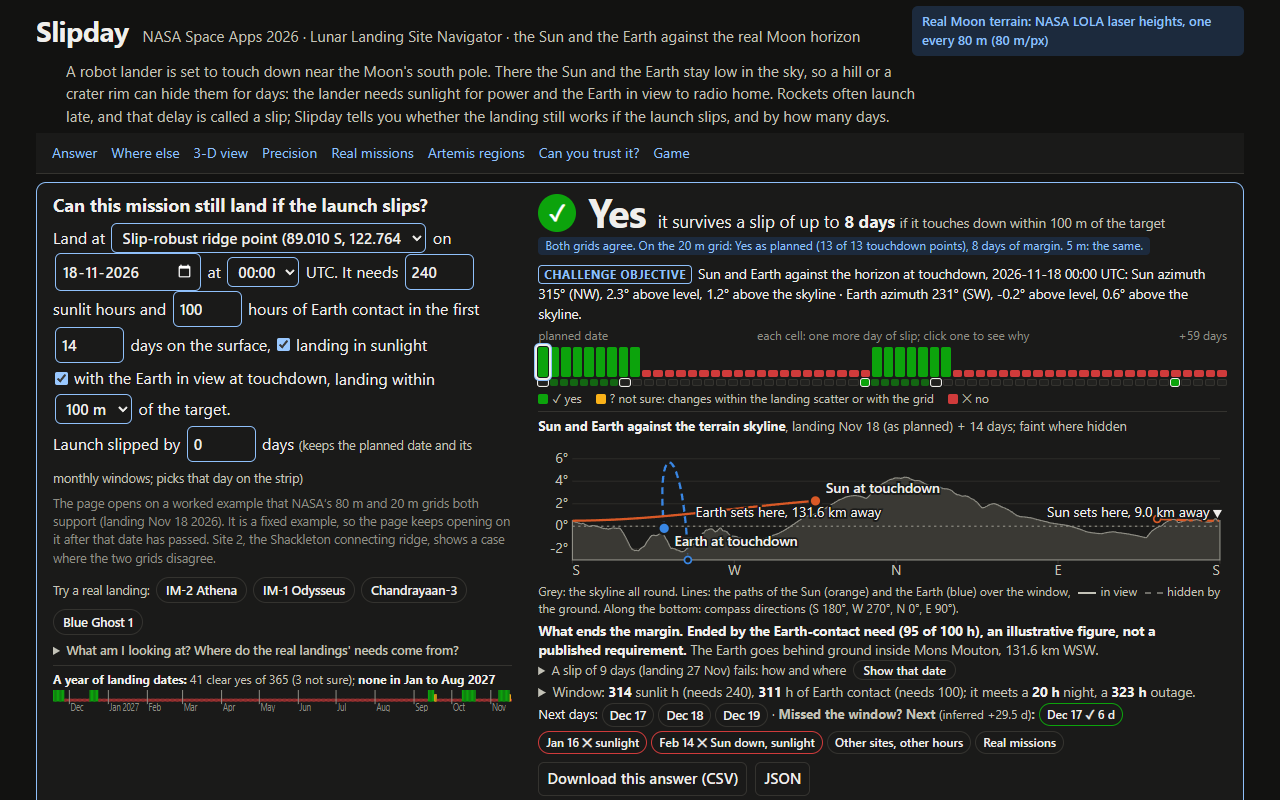 Slipday NASA Space Apps 2026 · Lunar Landing Site Navigator · the Sun and the Earth against the real Moon horizon
Real Moon terrain: NASA LOLA laser heights, one
every 80 m (80 m/px)
A robot lander is set to touch down near the Moon's south pole. There the Sun and the Earth stay low in the sky, so a hill or a
crater rim can hide them for days: the lander needs sunlight for power and the Earth in view to radio home. Rockets often launch
late, and that delay is called a slip; Slipday tells you whether the landing still works if the launch slips, and by how many days.
Answer Where else 3-D view Precision Real missions Artemis regions Can you trust it? Game
Can this mission still land if the launch slips?
Land at Slip-robust ridge point (89.010 S, 122.764 on
18-11-2026 at 00:00 UTC. It needs 240
sunlit hours and 100 hours of Earth contact in the first
14 days on the surface, landing in sunlight
with the Earth in view at touchdown, landing within
100 m of the target.
Launch slipped by 0 days (keeps the planned date and its
monthly windows; picks that day on the strip)
The page opens on a worked example that NASA's 80 m and 20 m grids both
support (landing Nov 18 2026). It is a fixed example, so the page keeps opening on
it after that date has passed. Site 2, the Shackleton connecting ridge, shows a case
where the two grids disagree.
Try a real landing: IM-2 Athena IM-1 Odysseus Chandrayaan-3
Blue Ghost 1
▶ What am I looking at? Where do the real landings' needs come from?
A year of landing dates: 41 clear yes of 365 (3 not sure); none in Jan to Aug 2027
Dec Jan 2027 Feb Mar Apr May Jun Jul Aug Sep Oct Nov
✓ Yes it survives a slip of up to 8 days if it touches down within 100 m of the target
Both grids agree. On the 20 m grid: Yes as planned (13 of 13 touchdown points), 8 days of margin. 5 m: the same.
CHALLENGE OBJECTIVE Sun and Earth against the horizon at touchdown, 2026-11-18 00:00 UTC: Sun azimuth
315° (NW), 2.3° above level, 1.2° above the skyline · Earth azimuth 231° (SW), -0.2° above level, 0.6° above the
skyline.
planned date each cell: one more day of slip; click one to see why +59 days
✓ yes ? not sure: changes within the landing scatter or with the grid ✕ no
Sun and Earth against the terrain skyline, landing Nov 18 (as planned) + 14 days; faint where hidden
6°
4°
2°
0°
-2°
Sun at touchdown
Earth sets here, 131.6 km away
Sun sets here, 9.0 km away ▼
Earth at touchdown
S W N E S
Grey: the skyline all round. Lines: the paths of the Sun (orange) and the Earth (blue) over the window, in view hidden by
the ground. Along the bottom: compass directions (S 180°, W 270°, N 0°, E 90°).
What ends the margin. Ended by the Earth-contact need (95 of 100 h), an illustrative figure, not a
published requirement. The Earth goes behind ground inside Mons Mouton, 131.6 km WSW.
▶ A slip of 9 days (landing 27 Nov) fails: how and where Show that date
▶ Window: 314 sunlit h (needs 240), 311 h of Earth contact (needs 100); it meets a 20 h night, a 323 h outage.
Next days: Dec 17 Dec 18 Dec 19 · Missed the window? Next (inferred +29.5 d): Dec 17 ✓ 6 d
Jan 16 ✕ sunlight Feb 14 ✕ Sun down, sunlight Other sites, other hours Real missions
Download this answer (CSV) JSON